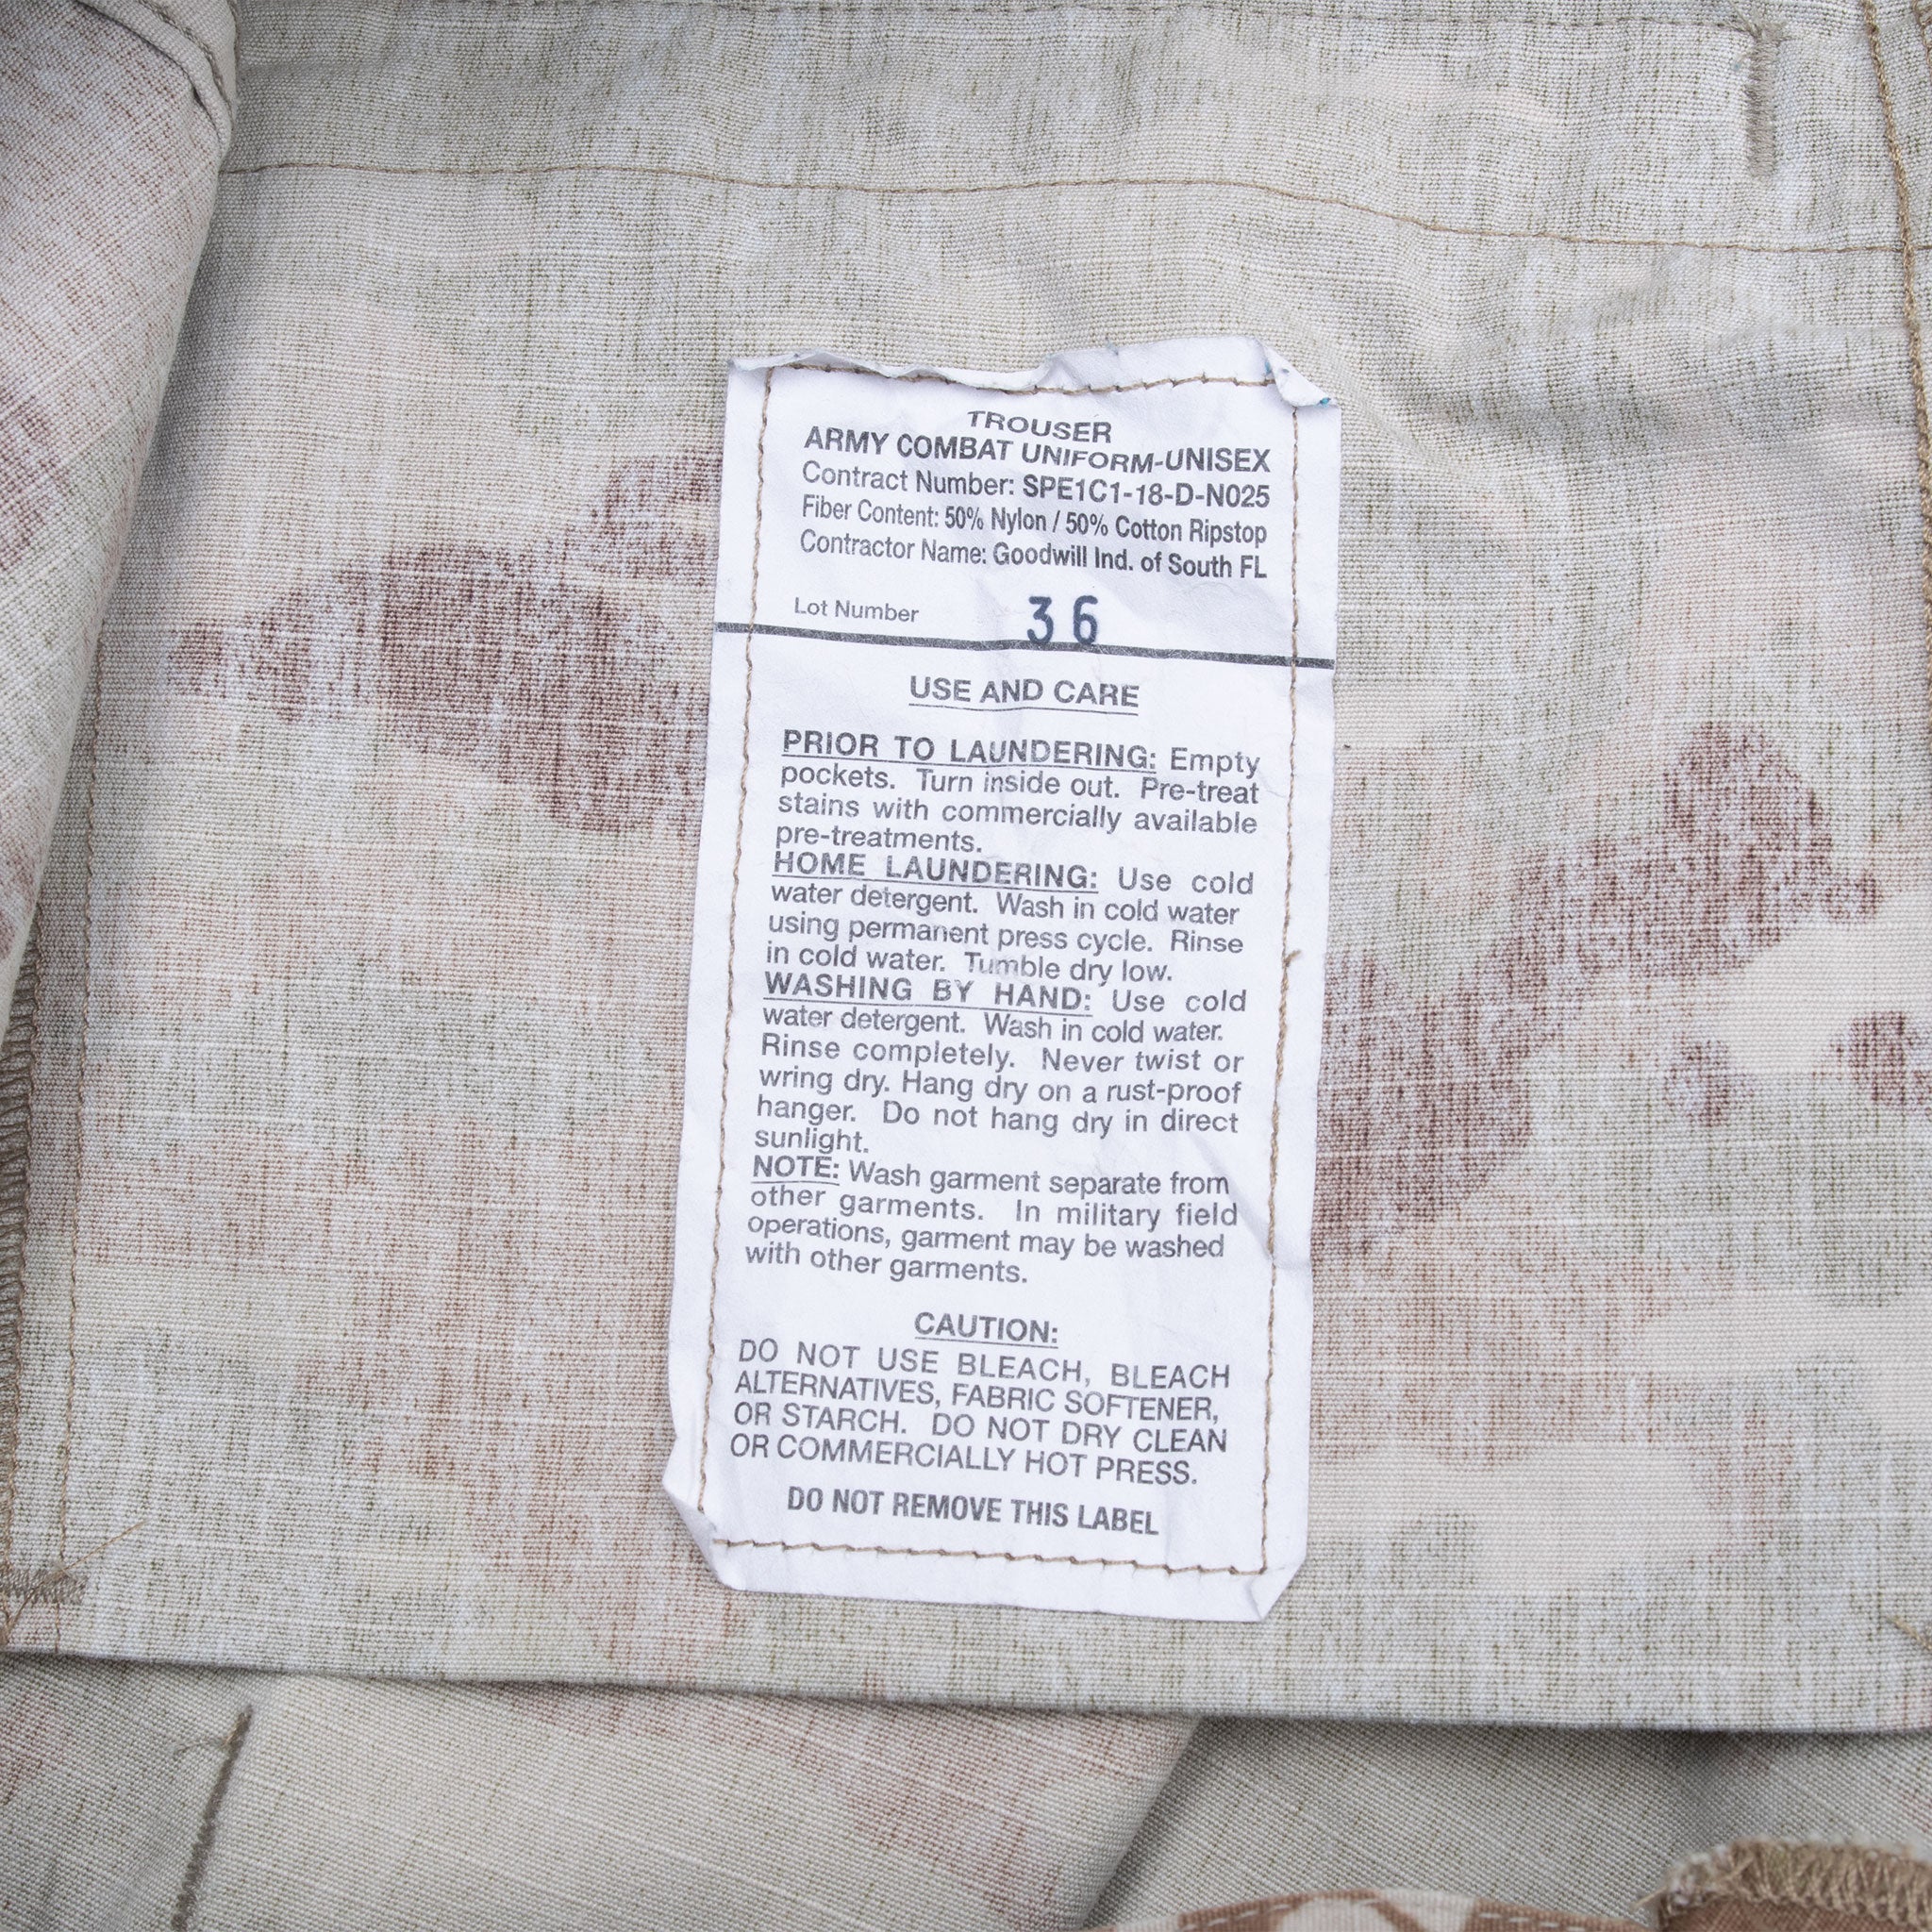 TROUSER
ARMY COMBAT UNIFORM-UNISEX
Contract Number: SPE1C1-18-D-N025
Fiber Content: 50% Nylon / 50% Cotton Ripstop
Contractor Name: Goodwill Ind. of South FL
Lot Number 36
USE AND CARE
PRIOR TO LAUNDERING: Empty
pockets. Turn inside out. Pre-treat
stains with commercially available
pre-treatments.
HOME LAUNDERING: Use cold
water detergent. Wash in cold water
using permanent press cycle. Rinse
in cold water. Tumble dry low.
WASHING BY HAND: Use cold
water detergent. Wash in cold water.
Rinse completely. Never twist or
wring dry. Hang dry on a rust-proof
hanger. Do not hang dry in direct
sunlight.
NOTE: Wash garment separate from
other garments. In military field
operations, garment may be washed
with other garments.
CAUTION:
DO NOT USE BLEACH, BLEACH
ALTERNATIVES, FABRIC SOFTENER,
OR STARCH. DO NOT DRY CLEAN
OR COMMERCIALLY HOT PRESS.
DO NOT REMOVE THIS LABEL